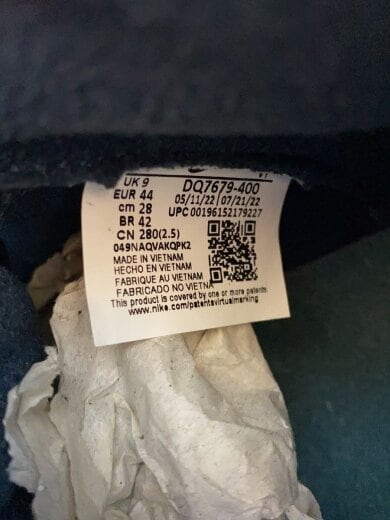 UK 9 DQ7679-400
EUR 44 05/11/22 07/21/22
cm 28 UPC00196152179227
BR 42
CN 280(2.5)
049NAQVAKQPK2
MADE IN VIETNAM
HECHO EN VIETNAM
FABRIQUE AU VIETNAM
FABRICADO NO VIETNA
This product is covered by one or more patents
www.nike.com/patentsvirtualmarking